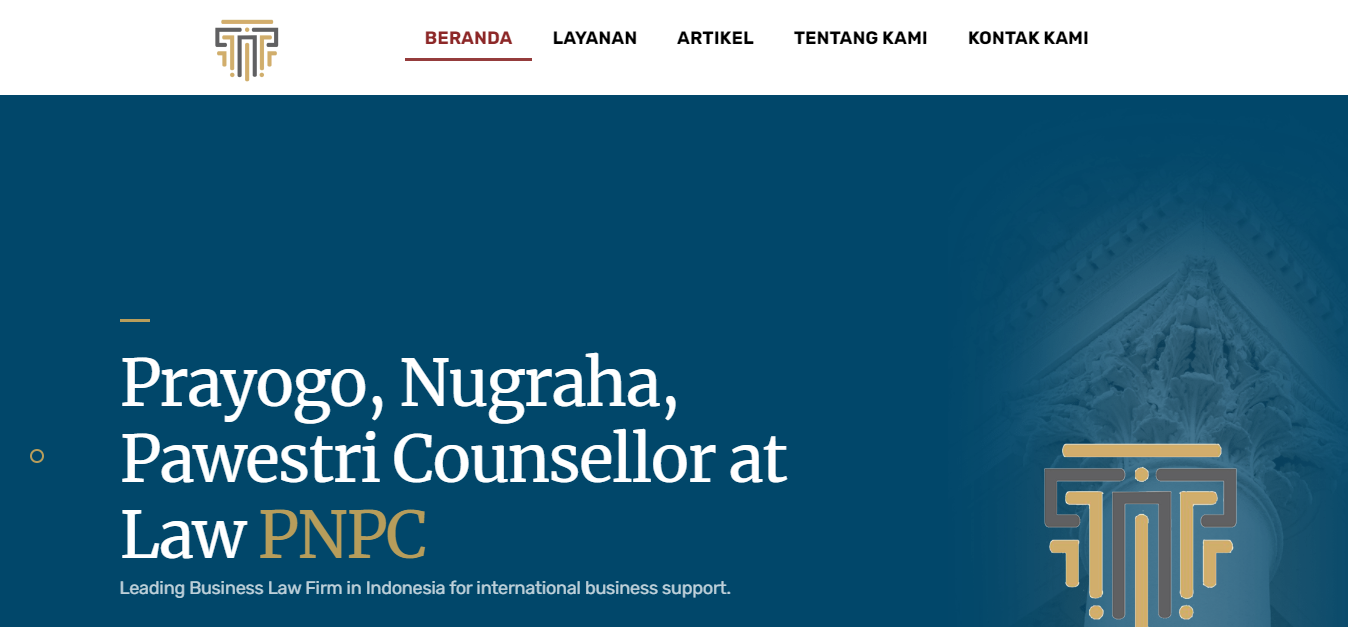 BERANDA LAYANAN ARTIKEL TENTANG KAMI KONTAK KAMI
Prayogo, Nugraha,
Pawestri Counsellor at
Law PNPC
Leading Business Law Firm in Indonesia for international business support.